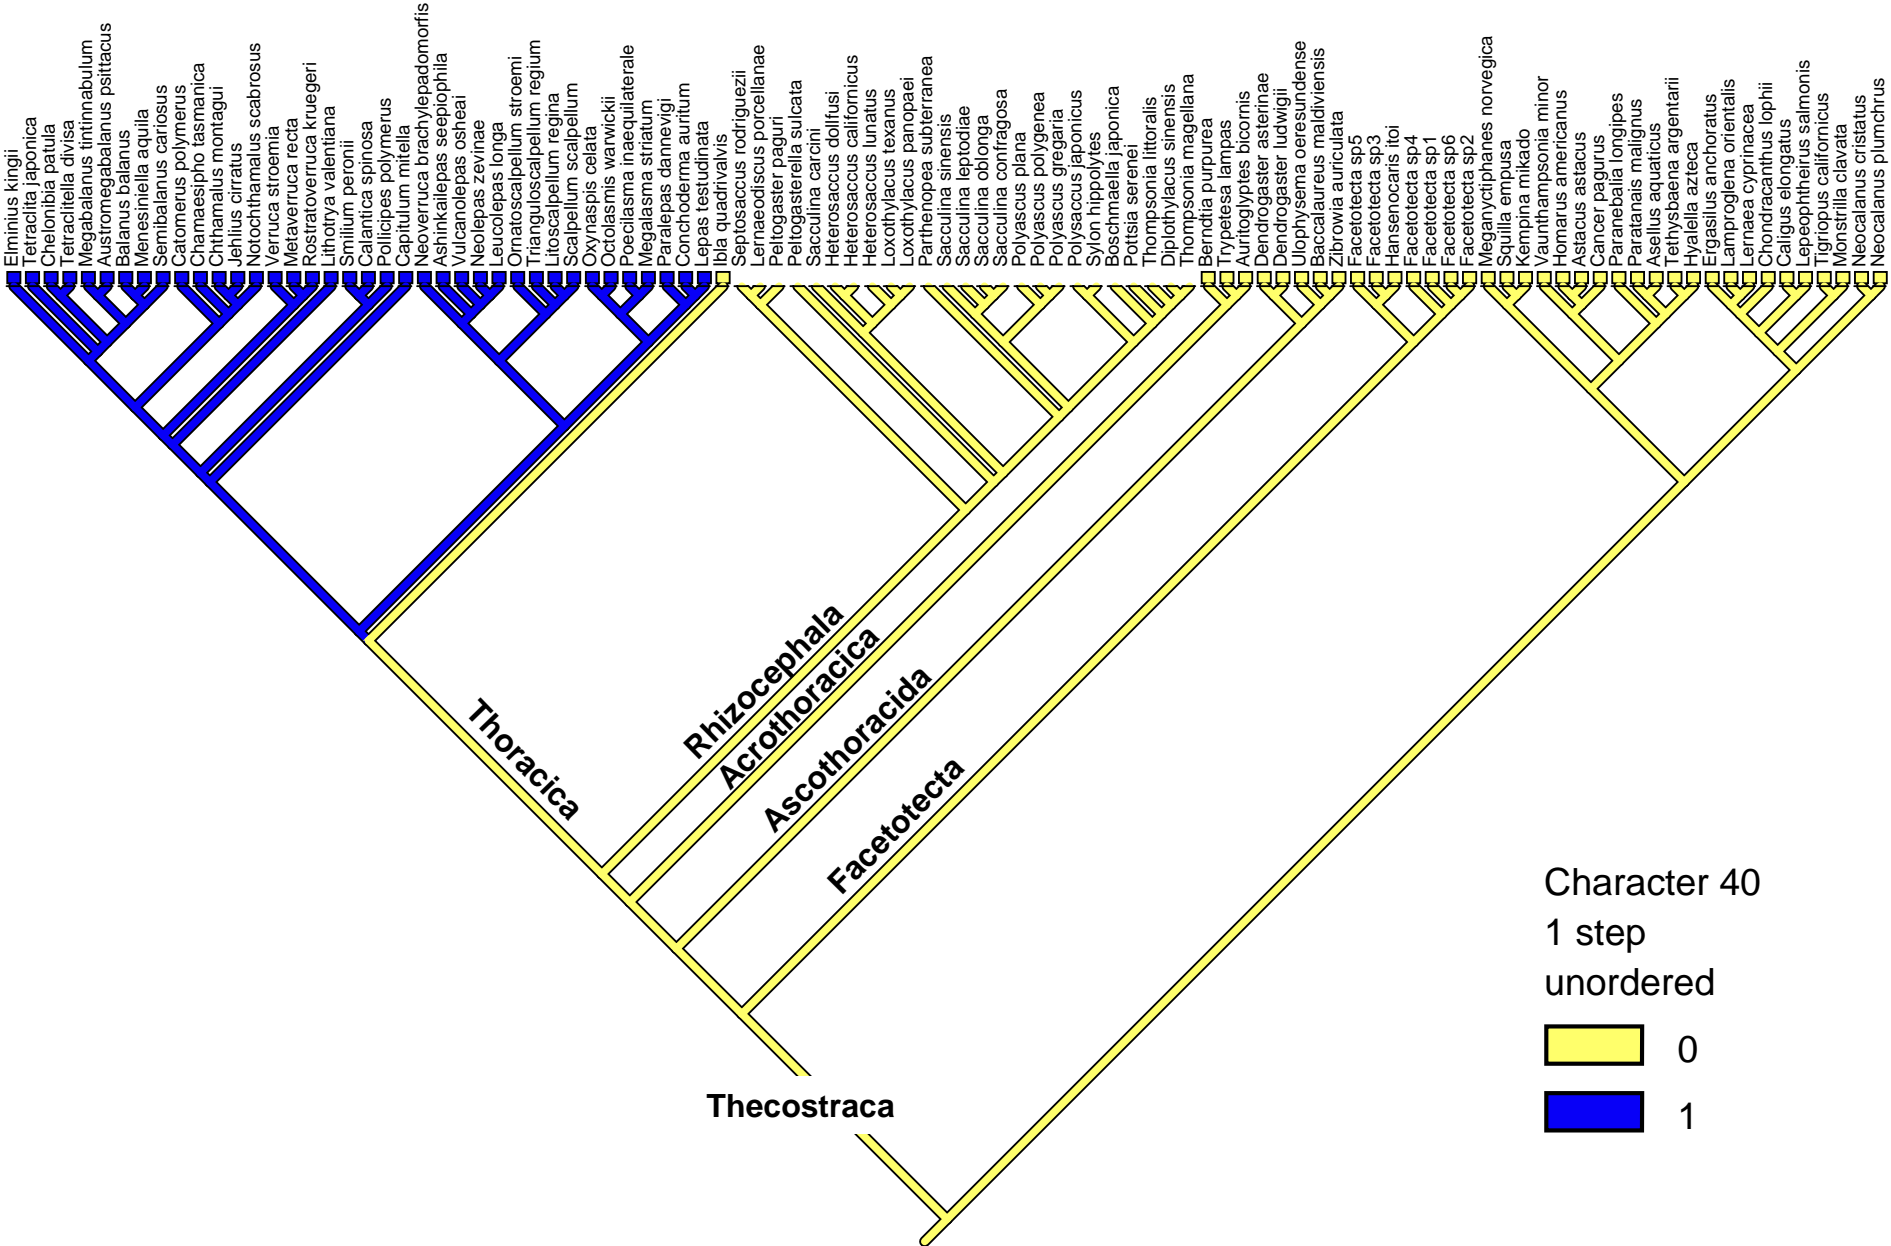 Elminius kingii
Tetraclita japonica
Chelonibia patula
Tetraclitella divisa
Megabalanus tintinnabulum
Austromegabalanus psittacus
Balanus balanus
Menesiniella aquila
Semibalanus cariosus
Catomerus polymerus
Chamaesipho tasmanica
Chthamalus montagui
Jehlius cirratus
Notochthamalus scabrosus
Verruca stroemia
Metaverruca recta
Rostratoverruca kruegeri
Lithotrya valentiana
Smilium peronii
Calantica spinosa
Pollicipes polymerus
Capitulum mitella
Neoverruca brachylepadomorfis
Ashinkailepas seepiophila
Vulcanolepas osheai
Neolepas zevinae
Leucolepas longa
Ornatoscalpellum stroemi
Trianguloscalpellum regium
Litoscalpellum regina
Scalpellum scalpellum
Oxynaspis celata
Octolasmis warwickii
Poecilasma inaequilaterale
Megalasma striatum
Paralepas dannevigi
Conchoderma auritum
Lepas testudinata
Ibla quadrivalvis
Septosaccus rodriguezii
Lernaeodiscus porcellanae
Peltogaster paguri
Peltogasterella sulcata
Sacculina carcini
Heterosaccus dollfusi
Heterosaccus californicus
Heterosaccus lunatus
Loxothylacus texanus
Loxothylacus panopaei
Parthenopea subterranea
Sacculina sinensis
Sacculina leptodiae
Sacculina oblonga
Sacculina confragosa
Polyascus plana
Polyascus polygenea
Polyascus gregaria
Polysaccus japonicus
Sylon hippolytes
Boschmaella japonica
Pottsia serenei
Thompsonia littoralis
Diplothylacus sinensis
Thompsonia magellana
Berndtia purpurea
Trypetesa lampas
Auritoglyptes bicornis
Dendrogaster asterinae
Dendrogaster ludwigii
Ulophysema oeresundense
Baccalaureus maldiviensis
Zibrowia auriculata
Facetotecta sp5
Facetotecta sp3
Hansenocaris itoi
Facetotecta sp4
Facetotecta sp1
Facetotecta sp6
Facetotecta sp2
Meganyctiphanes norvegica
Squilla empusa
Kempina mikado
Vaunthampsonia minor
Homarus americanus
Astacus astacus
Cancer pagurus
Paranebalia longipes
Paratanais malignus
Asellus aquaticus
Tethysbaena argentarii
Hyalella azteca
Ergasilus anchoratus
Lamproglena orientalis
Lernaea cyprinacea
Chondracanthus lophii
Caligus elongatus
Lepeophtheirus salmonis
Tigriopus californicus
Monstrilla clavata
Neocalanus cristatus
Neocalanus plumchrus
Thoracica
Rhizocephala
Acrothoracica
Ascothoracida
Facetotecta
Thecostraca
Character 40
1 step
unordered
0
1